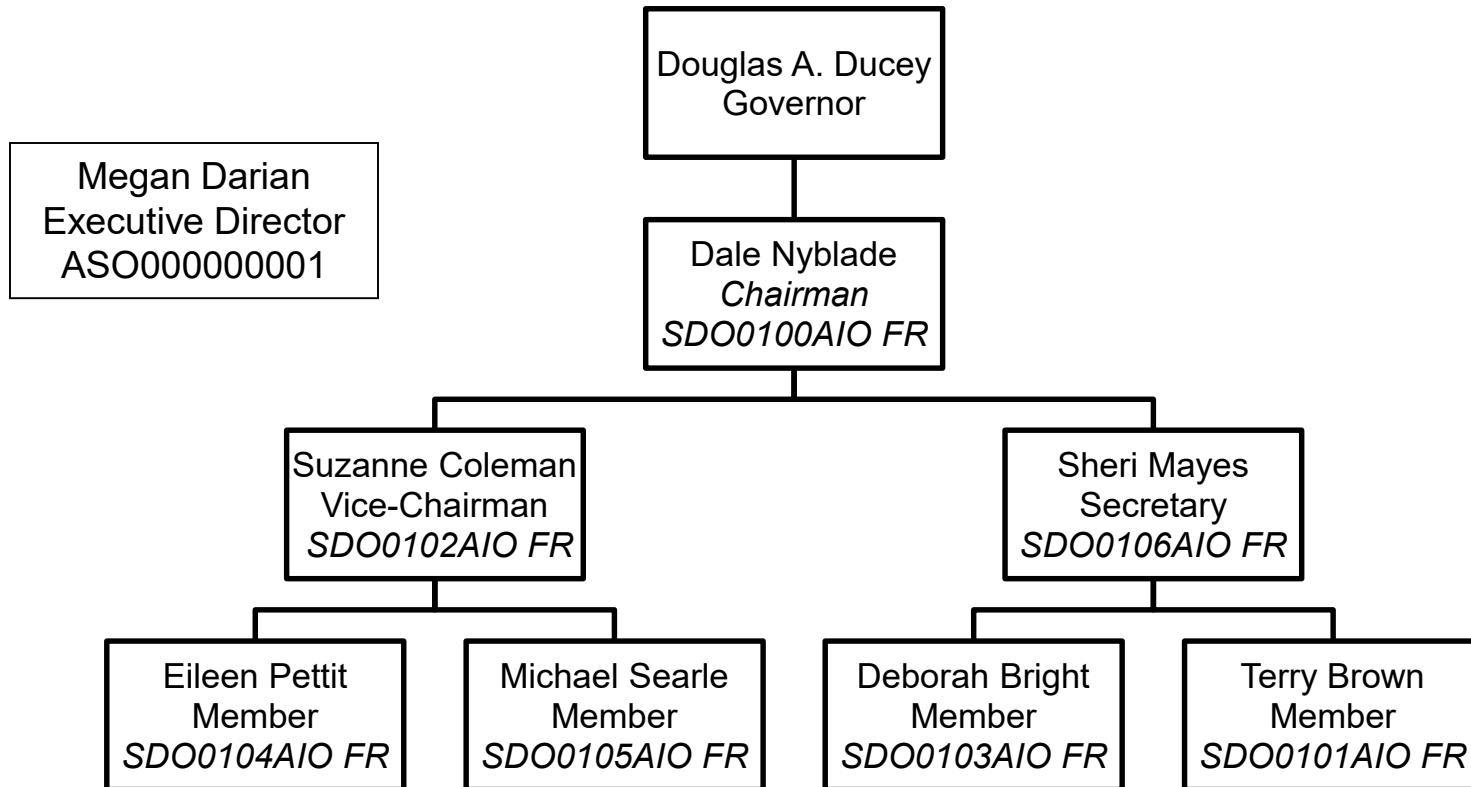 Douglas A. Ducey
Governor
Megan Darian
Executive Director
ASO000000001
Dale Nyblade
Chairman
SDO0100AIO FR
Suzanne Coleman
Vice-Chairman
SDO0102AIO FR
Sheri Mayes
Secretary
SDO0106AIO FR
Eileen Pettit
Member
SDO0104AIO FR
Michael Searle
Member
SDO0105AIO FR
Deborah Bright
Member
SDO0103AIO FR
Terry Brown
Member
SDO0101AIO FR